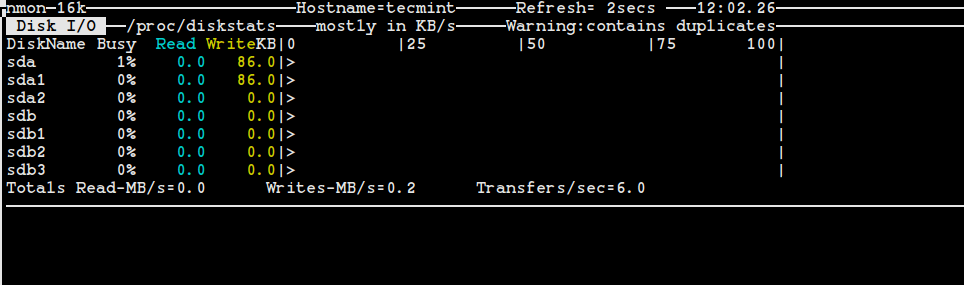 nmon-16k Hostname=tecmint Refresh= 2secs 12:02.26
Disk I/O /proc/diskstats mostly in KB/s Warning:contains duplicates
DiskName Busy Read WriteKB|0 |25 |50 |75 100|
sda 1% 0.0 86.0|> |
sda1 0% 0.0 86.0|> |
sda2 0% 0.0 0.0|> |
sdb 0% 0.0 0.0|> |
sdb1 0% 0.0 0.0|> |
sdb2 0% 0.0 0.0|> |
sdb3 0% 0.0 0.0|> |
Totals Read-MB/s=0.0 Writes-MB/s=0.2 Transfers/sec=6.0